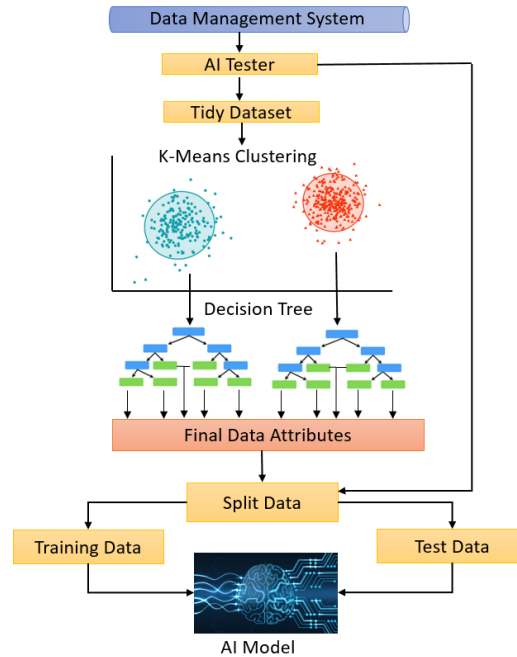 Data Management System
AI Tester
Tidy Dataset
K-Means Clustering
Decision Tree
Final Data Attributes
Split Data
Training Data
Test Data
AI Model